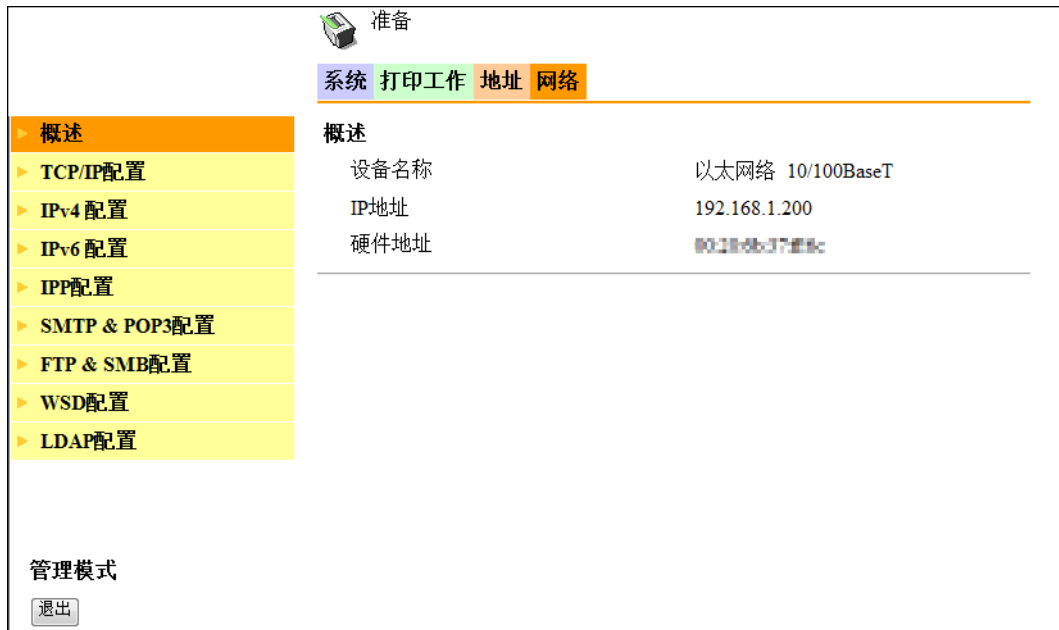 准备
系统 打印工作 地址 网络
概述
TCP/IP配置
IPv4 配置
IPv6 配置
IPP配置
SMTP & POP3配置
FTP & SMB配置
WSD配置
LDAP配置
管理模式
退出
概述
设备名称 以太网络 10/100BaseT
IP地址 192.168.1.200
硬件地址